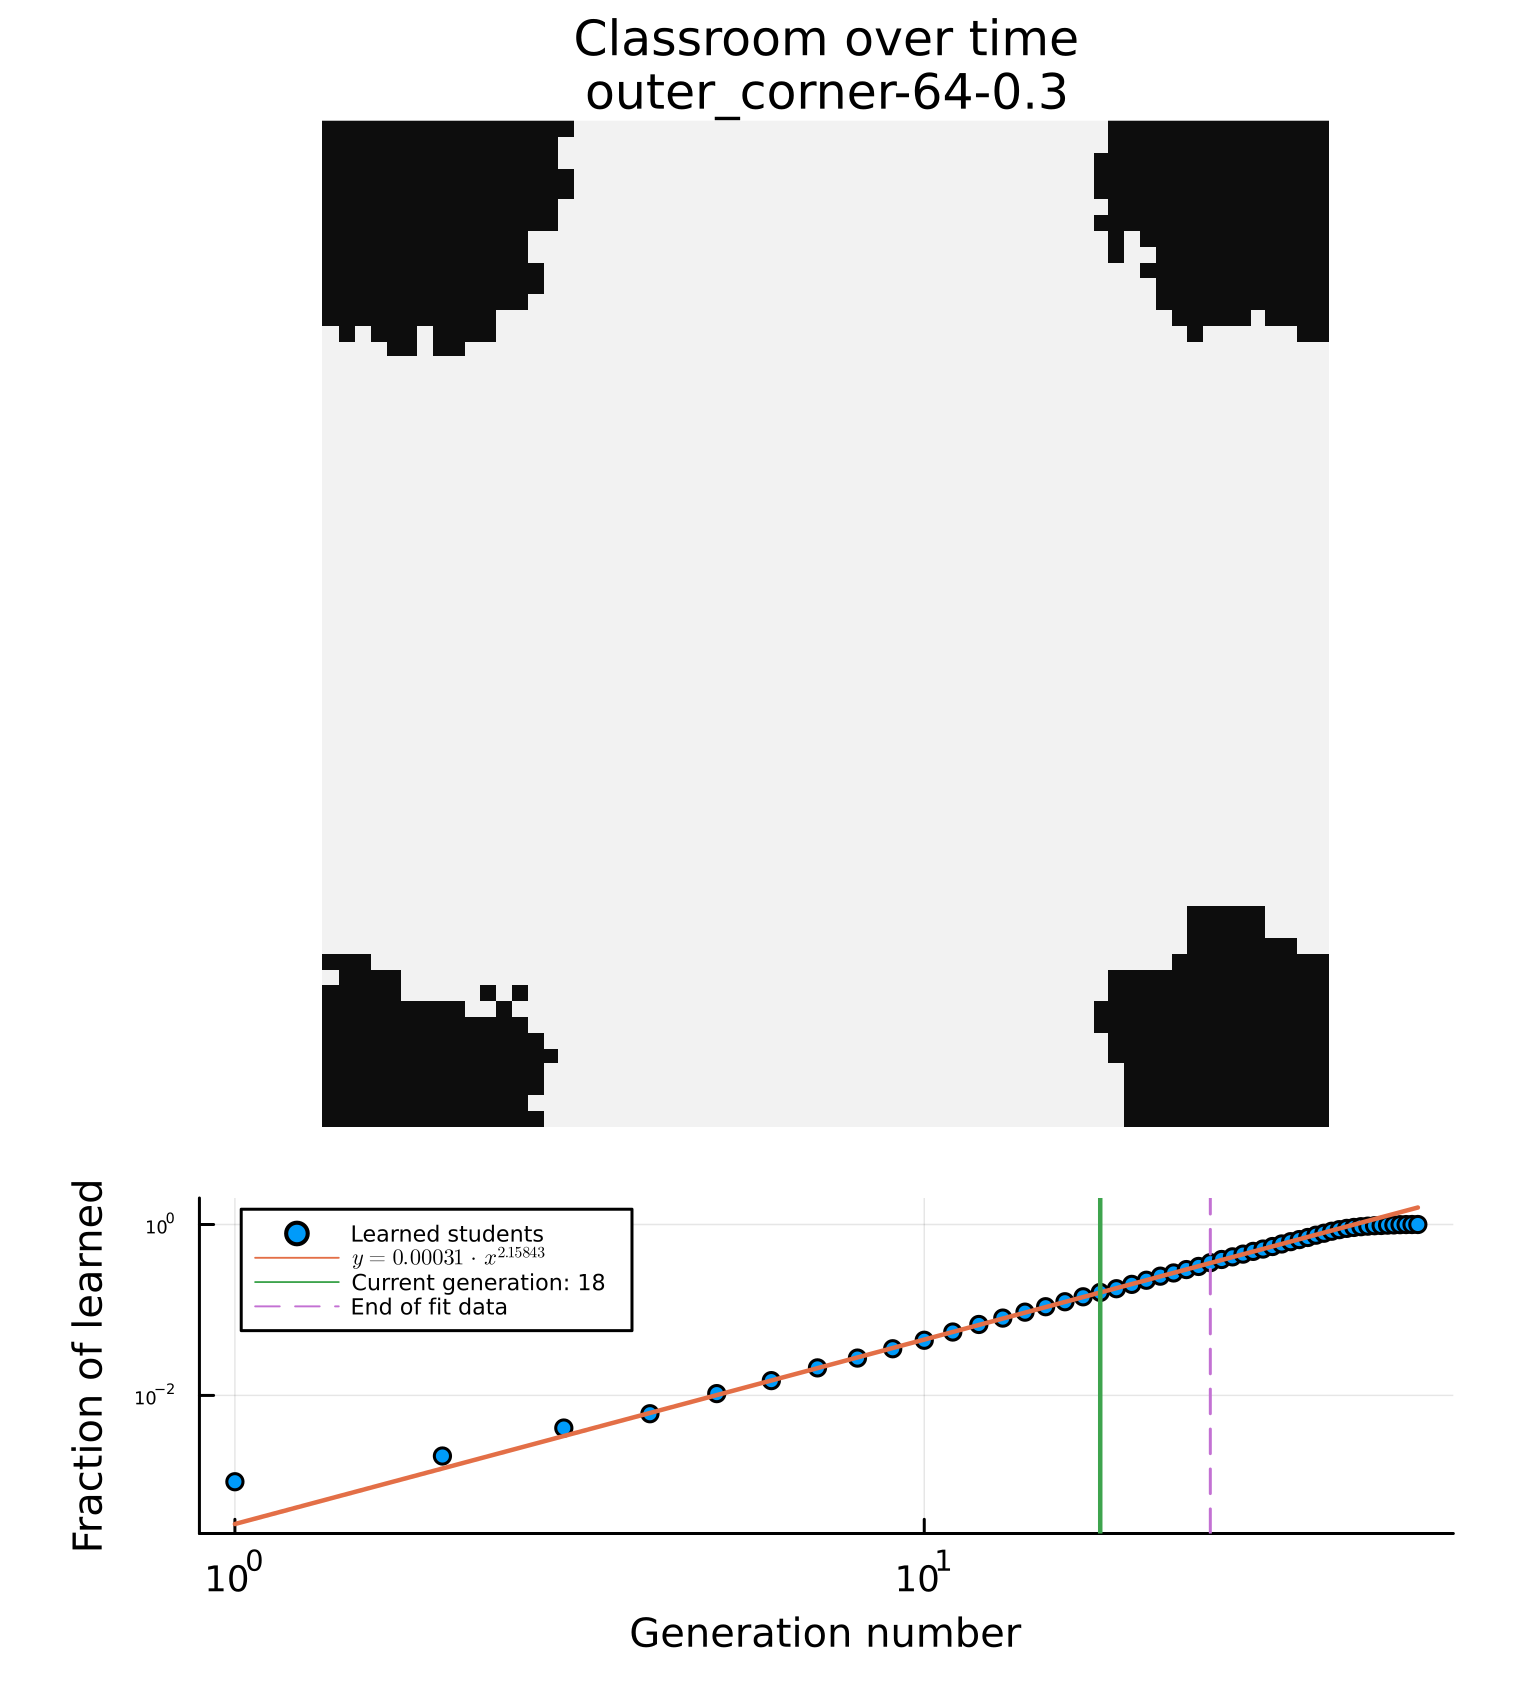 Classroom over time
outer_corner-64-0.3
Fraction of learned
10^0
10^−2
Learned students
y = 0.00031 · x^2.15843
Current generation: 18
End of fit data
10^0
10^1
Generation number